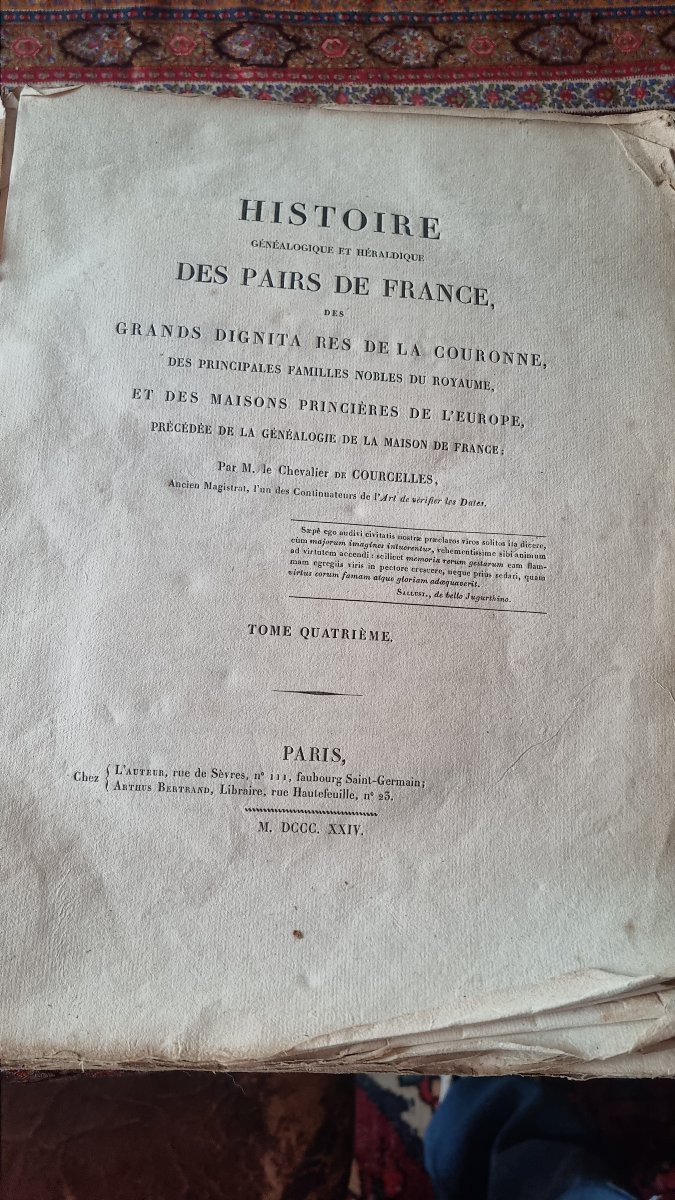 HISTOIRE
GÉNÉALOGIQUE ET HÉRALDIQUE
DES PAIRS DE FRANCE,
DES
GRANDS DIGNITA RES DE LA COURONNE,
DES PRINCIPALES FAMILLES NOBLES DU ROYAUME,
ET DES MAISONS PRINCIÈRES DE L'EUROPE,
PRÉCÉDÉE DE LA GÉNÉALOGIE DE LA MAISON DE FRANCE;
Par M. le Chevalier DE COURCELLES,
Ancien Magistrat, l'un des Continuateurs de l'Art de vérifier les Dates.
Sæpè ego audivi civitatis nostræ præclaros viros solitos ita dicere,
cùm majorum imagines intuerentur, vehementissime sibi animum
ad virtutem accendi : scilicet memoria rerum gestarum eam flam-
mam egregiis viris in pectore crescere, neque priùs sedari, quam
virtus eorum famam atque gloriam adæquaverit.
SALLUST., de bello Jugurthino.
TOME QUATRIÈME.
PARIS,
Chez { L'AUTEUR, rue de Sèvres, n° 111, faubourg Saint-Germain;
ARTHUS BERTRAND, Libraire, rue Hautefeuille, n° 23.
M. DCCC. XXIV.